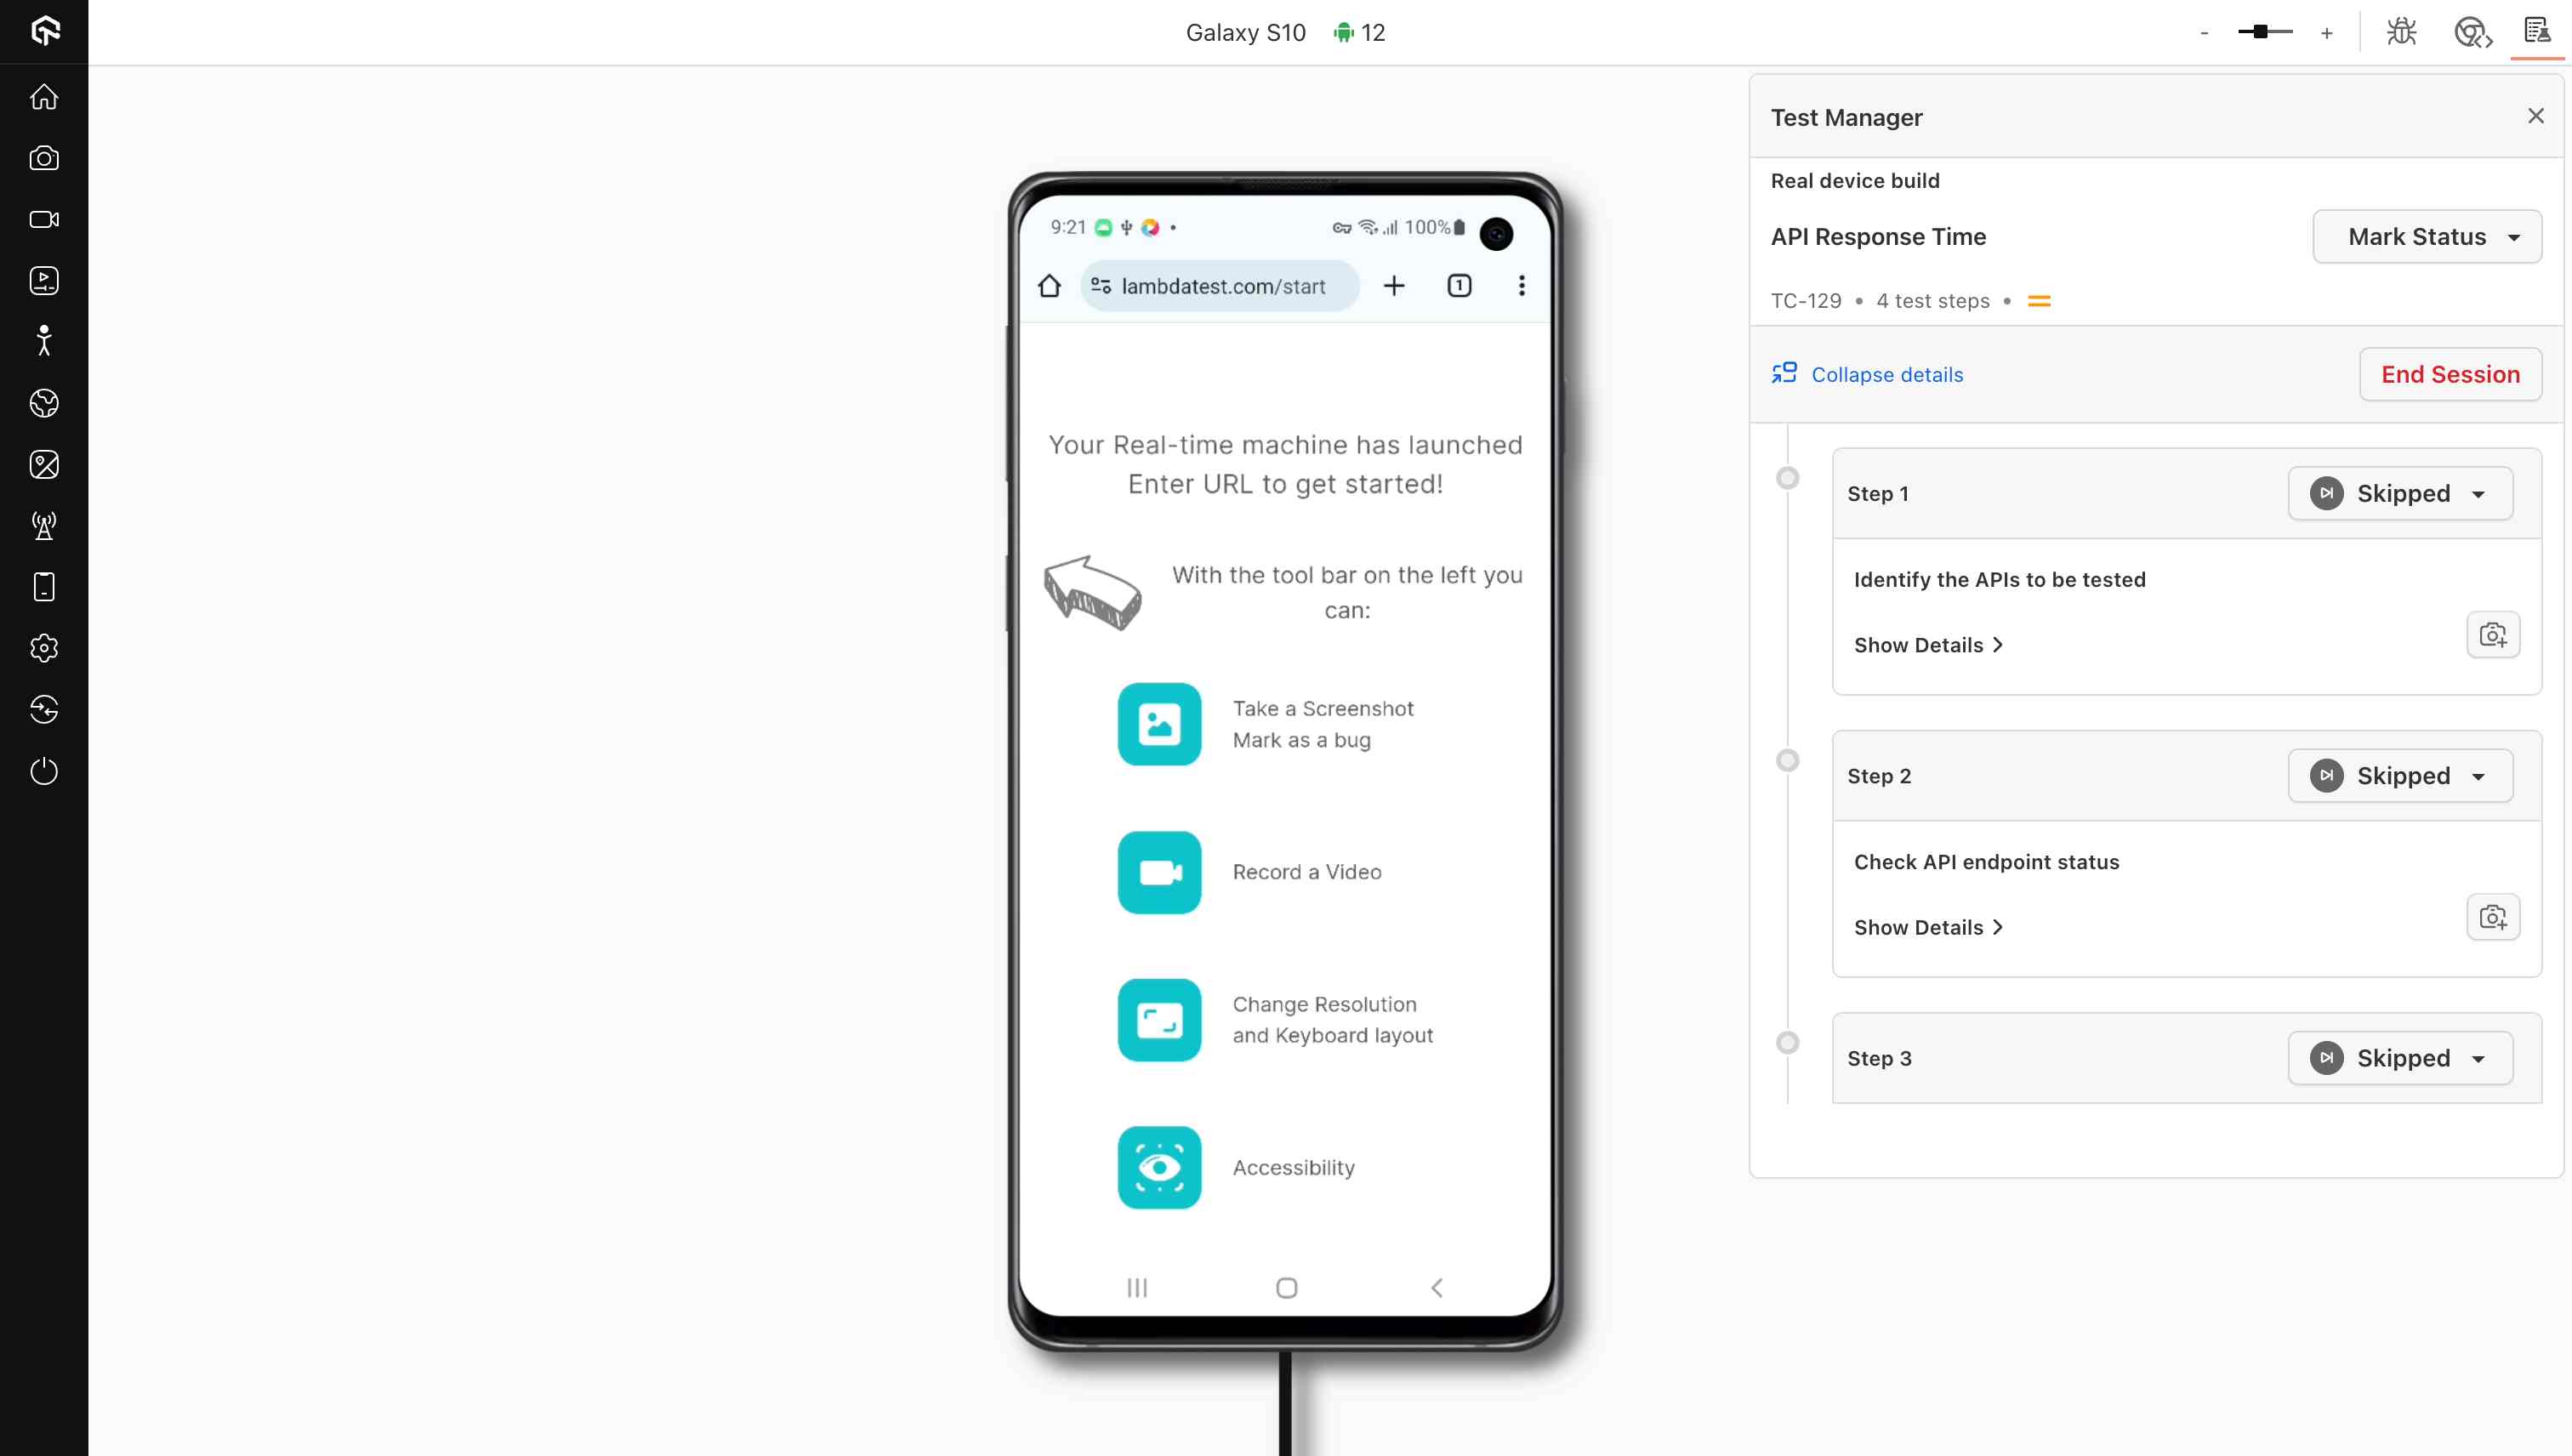 Galaxy S10 12
- +
Test Manager
Real device build
API Response Time
Mark Status
TC-129 • 4 test steps •
Collapse details
End Session
Step 1
Skipped
Identify the APIs to be tested
Show Details
Step 2
Skipped
Check API endpoint status
Show Details
Step 3
Skipped
9:21 • 100%
lambdatest.com/start
1
Your Real-time machine has launched
Enter URL to get started!
With the tool bar on the left you
can:
Take a Screenshot
Mark as a bug
Record a Video
Change Resolution
and Keyboard layout
Accessibility